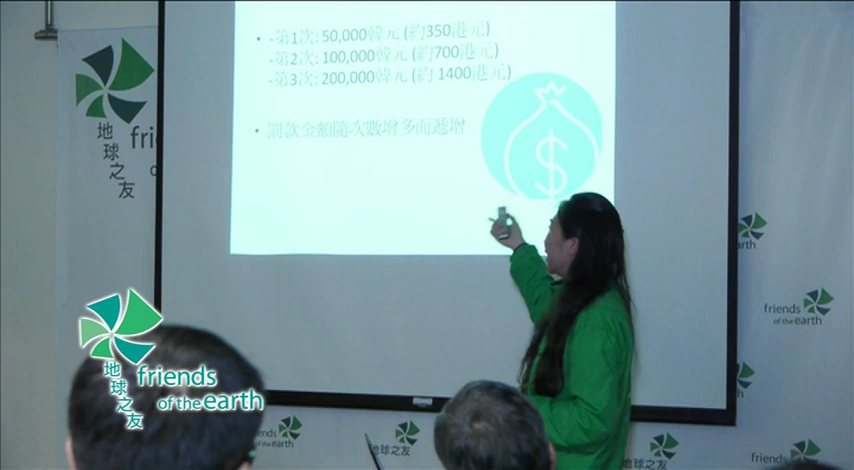 -第1次: 50,000韓元 (約350港元)
-第2次: 100,000韓元 (約700港元)
-第3次: 200,000韓元 (約 1400港元)
罰款金額隨次數增多而遞增
$
地球之友
fri
地球之友
friends
of the earth
arth
friends
of the earth
friends
of the earth
地球之友
friends